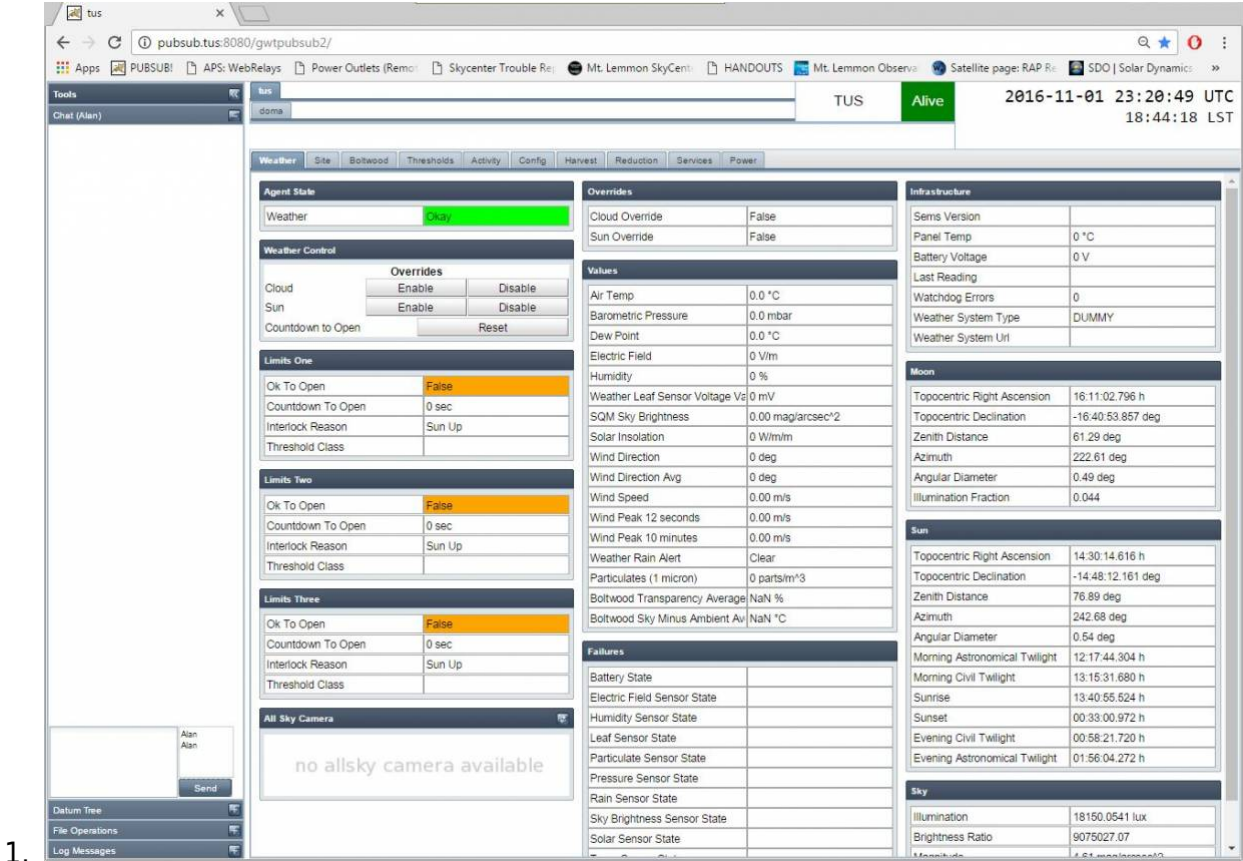 tus
pubsub.tus:8080/gwtpubsub2/
Apps PUBSUB! APS: WebRelays Power Outlets (Remo Skycenter Trouble Re Mt. Lemmon SkyCent HANDOUTS Mt. Lemmon Observa Satellite page: RAP Re SDO | Solar Dynamics »
Tools
Chat (Alan)
Alan
Alan
Send
Datum Tree
File Operations
Log Messages
tus
doma
TUS
Alive
2016-11-01 23:20:49 UTC
18:44:18 LST
Weather Site Boltwood Thresholds Activity Config Harvest Reduction Services Power
Agent State
Weather Okay
Weather Control
Overrides
Cloud Enable Disable
Sun Enable Disable
Countdown to Open Reset
Limits One
Ok To Open False
Countdown To Open 0 sec
Interlock Reason Sun Up
Threshold Class
Limits Two
Ok To Open False
Countdown To Open 0 sec
Interlock Reason Sun Up
Threshold Class
Limits Three
Ok To Open False
Countdown To Open 0 sec
Interlock Reason Sun Up
Threshold Class
All Sky Camera
no allsky camera available
Overrides
Cloud Override False
Sun Override False
Values
Air Temp 0.0 °C
Barometric Pressure 0.0 mbar
Dew Point 0.0 °C
Electric Field 0 V/m
Humidity 0 %
Weather Leaf Sensor Voltage Va 0 mV
SQM Sky Brightness 0.00 mag/arcsec^2
Solar Insolation 0 W/m/m
Wind Direction 0 deg
Wind Direction Avg 0 deg
Wind Speed 0.00 m/s
Wind Peak 12 seconds 0.00 m/s
Wind Peak 10 minutes 0.00 m/s
Weather Rain Alert Clear
Particulates (1 micron) 0 parts/m^3
Boltwood Transparency Average NaN %
Boltwood Sky Minus Ambient Av NaN °C
Failures
Battery State
Electric Field Sensor State
Humidity Sensor State
Leaf Sensor State
Particulate Sensor State
Pressure Sensor State
Rain Sensor State
Sky Brightness Sensor State
Solar Sensor State
Infrastructure
Sems Version
Panel Temp 0 °C
Battery Voltage 0 V
Last Reading
Watchdog Errors 0
Weather System Type DUMMY
Weather System Url
Moon
Topocentric Right Ascension 16:11:02.796 h
Topocentric Declination -16:40:53.857 deg
Zenith Distance 61.29 deg
Azimuth 222.61 deg
Angular Diameter 0.49 deg
Illumination Fraction 0.044
Sun
Topocentric Right Ascension 14:30:14.616 h
Topocentric Declination -14:48:12.161 deg
Zenith Distance 76.89 deg
Azimuth 242.68 deg
Angular Diameter 0.54 deg
Morning Astronomical Twilight 12:17:44.304 h
Morning Civil Twilight 13:15:31.680 h
Sunrise 13:40:55.524 h
Sunset 00:33:00.972 h
Evening Civil Twilight 00:58:21.720 h
Evening Astronomical Twilight 01:56:04.272 h
Sky
Illumination 18150.0541 lux
Brightness Ratio 9075027.07
1.